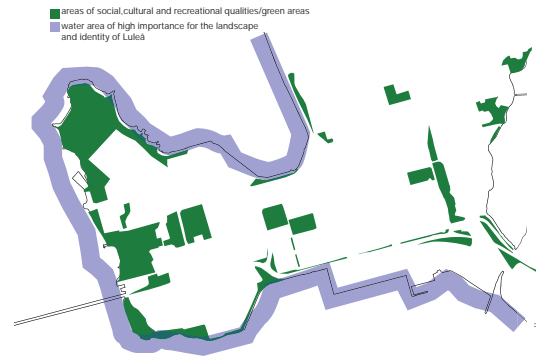 areas of social,cultural and recreational qualities/green areas
water area of high importance for the landscape
and identity of Luleå